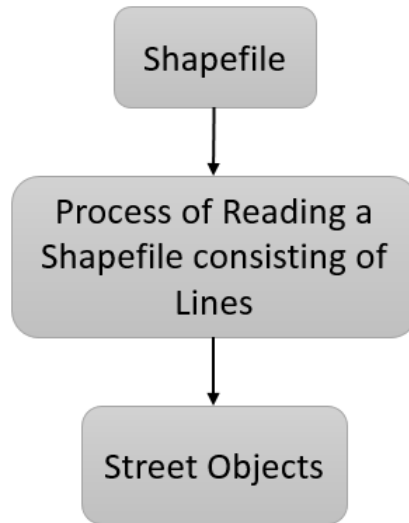 Shapefile
Process of Reading a
Shapefile consisting of
Lines
Street Objects